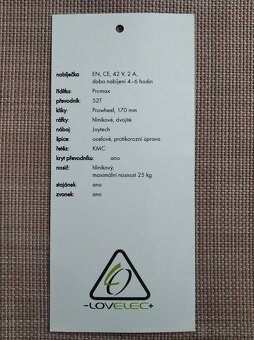 nabíječka: EN, CE, 42 V, 2 A,
doba nabíjení 4–6 hodin
řídítka: Promax
převodník: 52T
kliky: Prowheel, 170 mm
ráfky: hliníkové, dvojité
náboj: Joytech
špice: ocelové, protikorozní úprava
řetěz: KMC
kryt převodníku: ano
nosič: hliníkový,
maximální nosnost 25 kg
stojánek: ano
zvonek: ano
-LOVELEC+